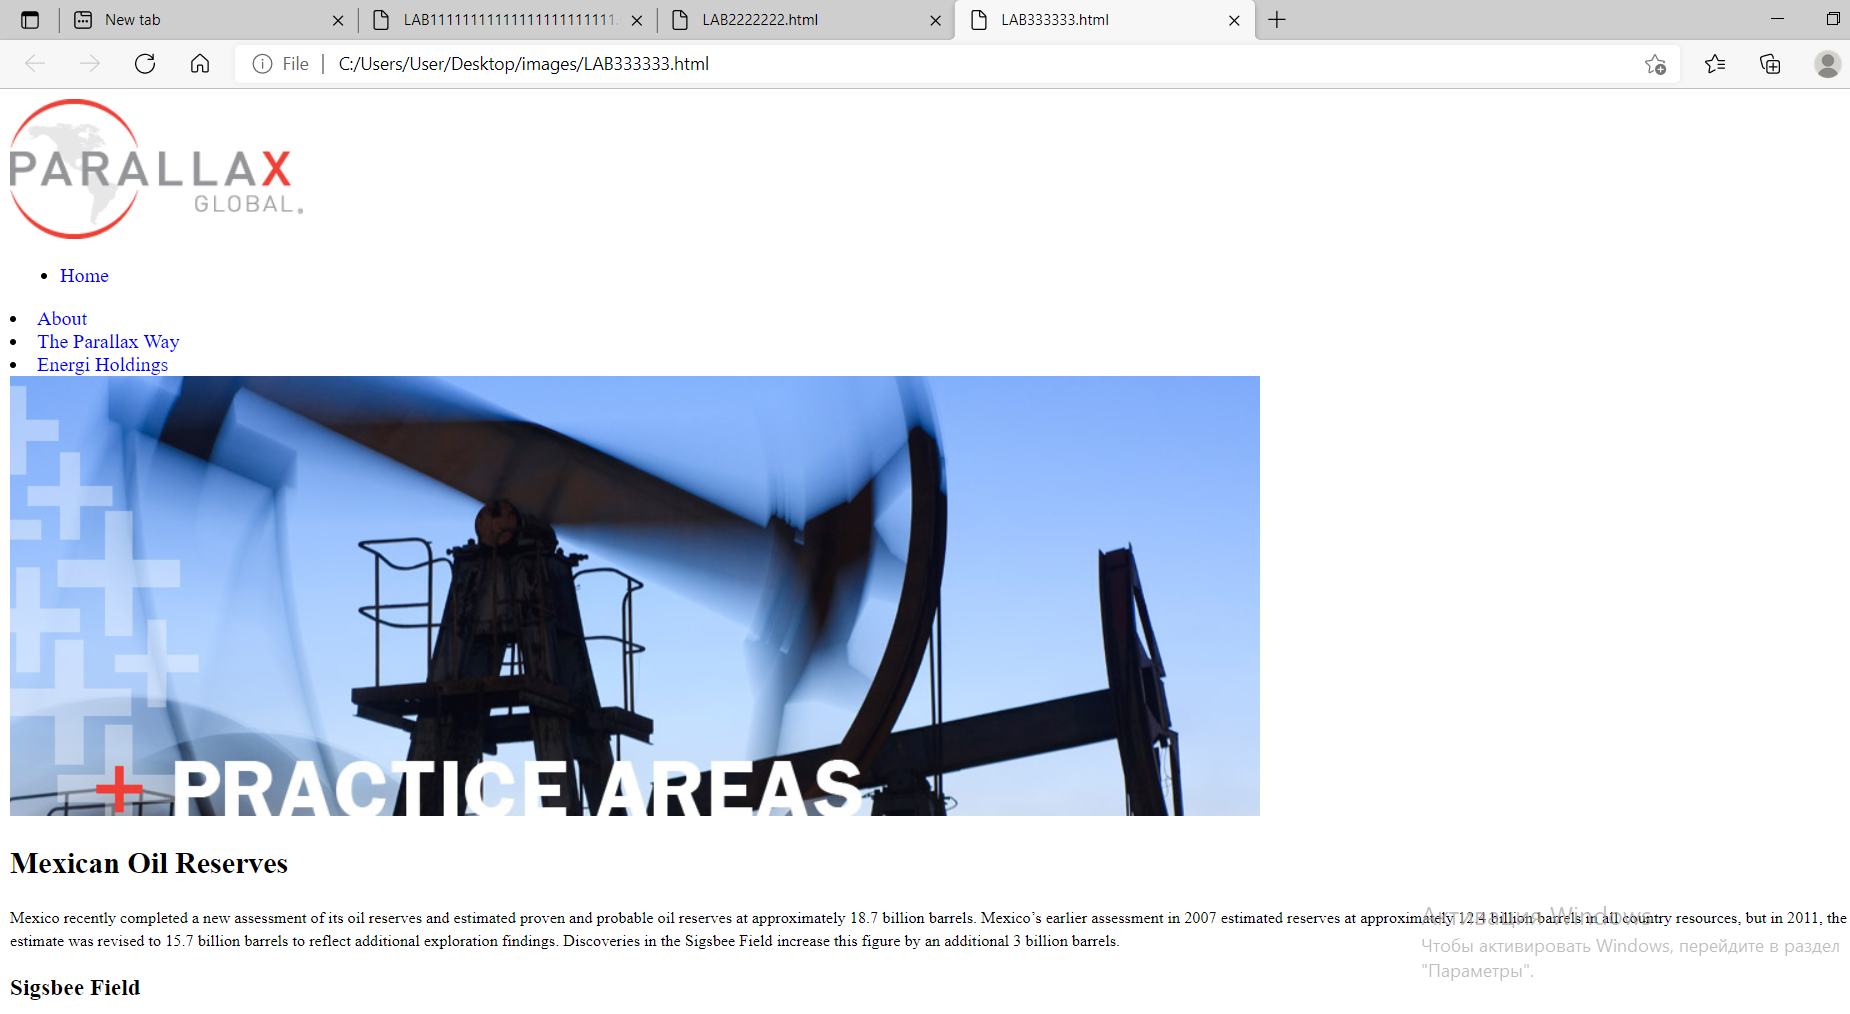 New tab
LAB11111111111111111111111111.
LAB2222222.html
LAB333333.html
File
C:/Users/User/Desktop/images/LAB333333.html
PARALLAX
GLOBAL.
Home
About
The Parallax Way
Energi Holdings
+ PRACTICE AREAS
Mexican Oil Reserves
Mexico recently completed a new assessment of its oil reserves and estimated proven and probable oil reserves at approximately 18.7 billion barrels. Mexico’s earlier assessment in 2007 estimated reserves at approximately 12.4 billion barrels in all country resources, but in 2011, the
estimate was revised to 15.7 billion barrels to reflect additional exploration findings. Discoveries in the Sigsbee Field increase this figure by an additional 3 billion barrels.
Sigsbee Field
Активация Windows
Чтобы активировать Windows, перейдите в раздел
"Параметры".